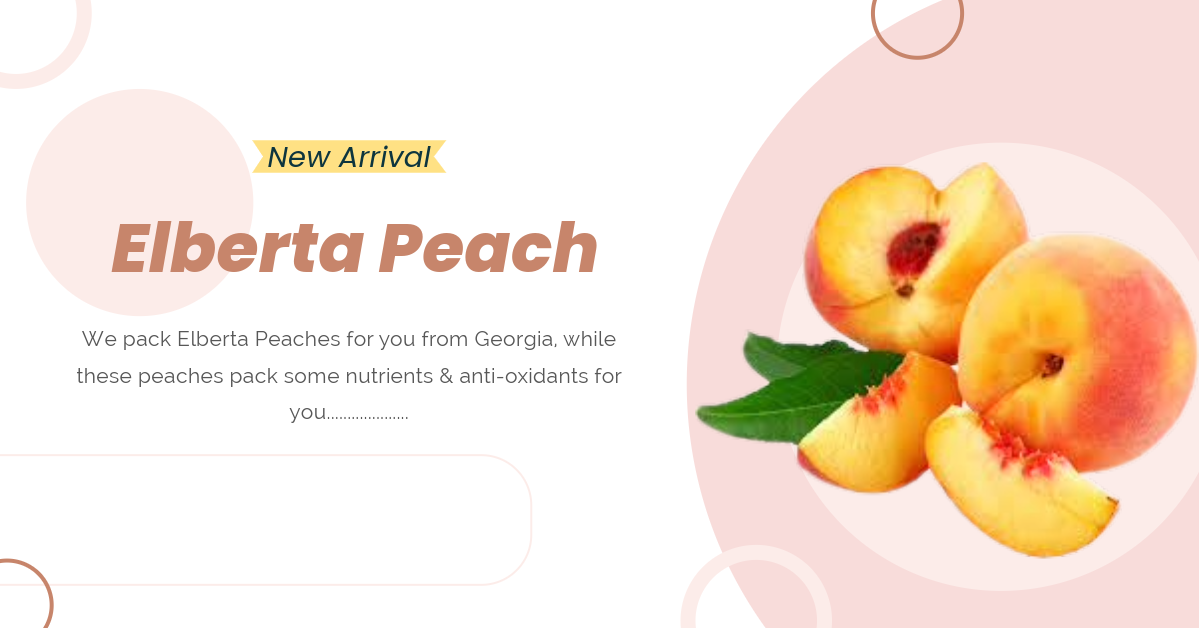 New Arrival
Elberta Peach
We pack Elberta Peaches for you from Georgia, while
these peaches pack some nutrients & anti-oxidants for
you....................